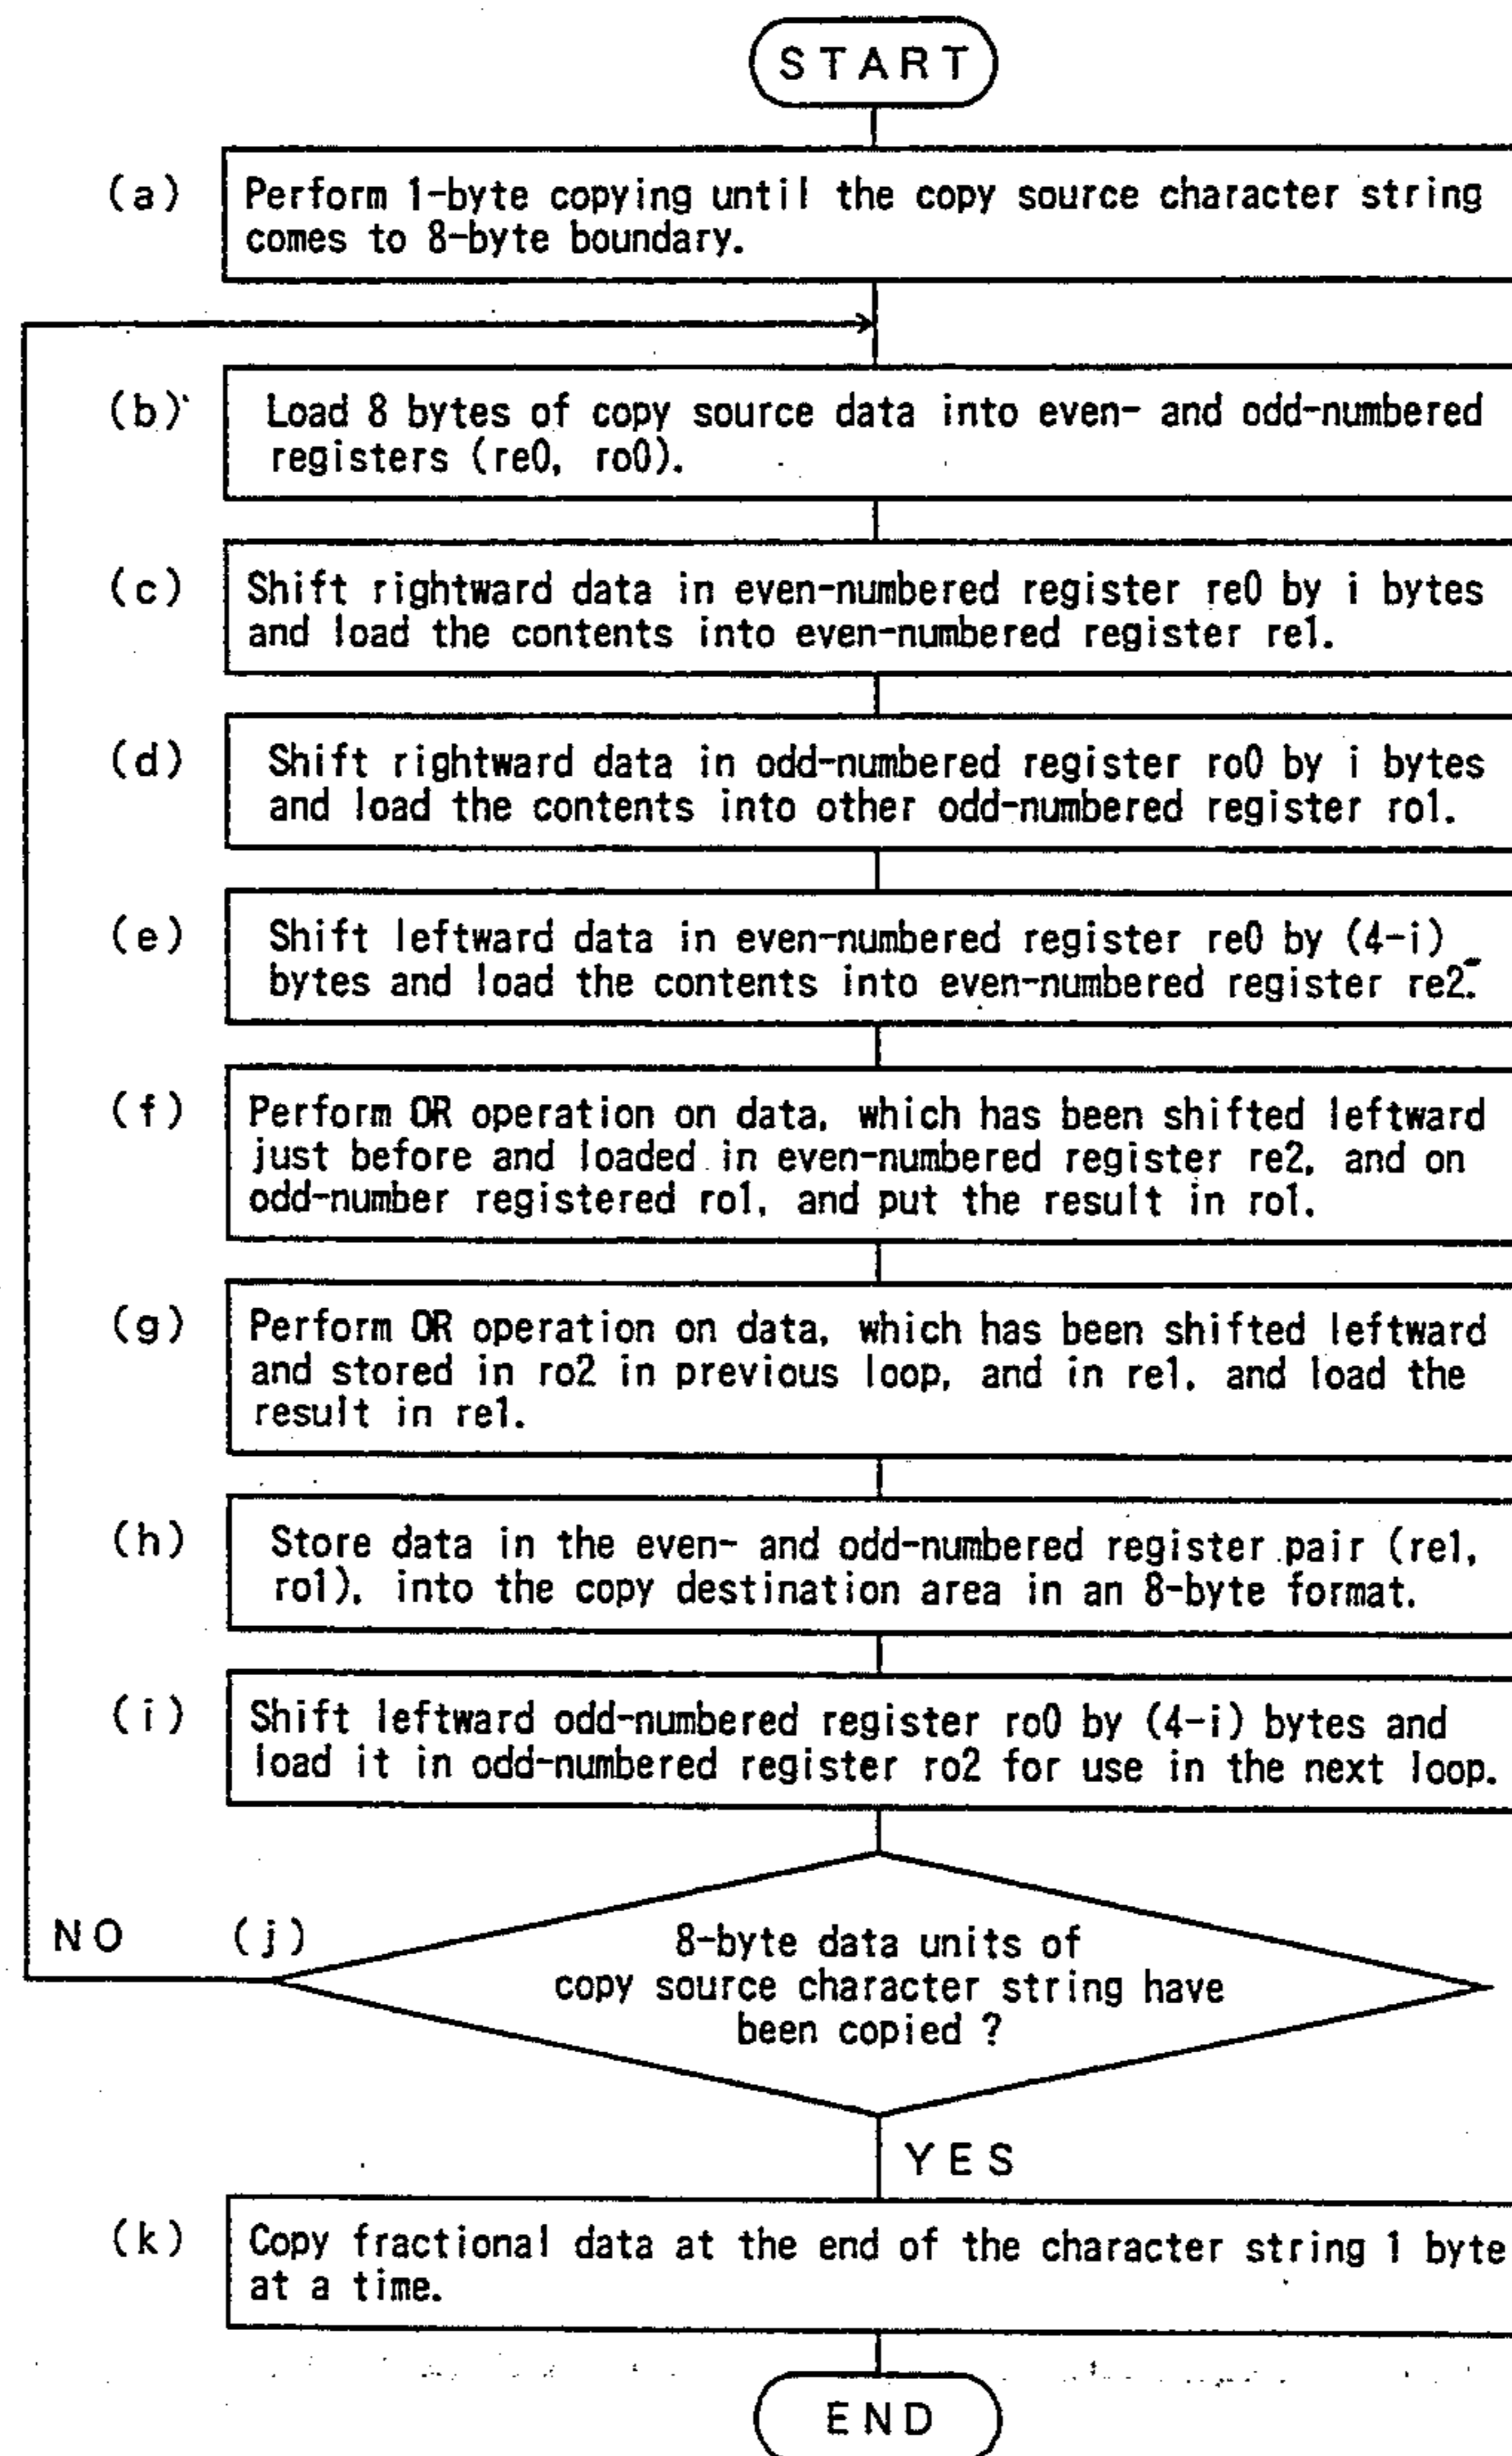 START
(a) Perform 1-byte copying until the copy source character string
comes to 8-byte boundary.
(b) Load 8 bytes of copy source data into even- and odd-numbered
registers (re0, ro0).
(c) Shift rightward data in even-numbered register re0 by i bytes
and load the contents into even-numbered register re1.
(d) Shift rightward data in odd-numbered register ro0 by i bytes
and load the contents into other odd-numbered register ro1.
(e) Shift leftward data in even-numbered register re0 by (4-i)
bytes and load the contents into even-numbered register re2.
(f) Perform OR operation on data, which has been shifted leftward
just before and loaded in even-numbered register re2, and on
odd-number registered ro1, and put the result in ro1.
(g) Perform OR operation on data, which has been shifted leftward
and stored in ro2 in previous loop, and in re1, and load the
result in re1.
(h) Store data in the even- and odd-numbered register pair (re1,
ro1), into the copy destination area in an 8-byte format.
(i) Shift leftward odd-numbered register ro0 by (4-i) bytes and
load it in odd-numbered register ro2 for use in the next loop.
NO (j) 8-byte data units of
copy source character string have
been copied ?
YES
(k) Copy fractional data at the end of the character string 1 byte
at a time.
END